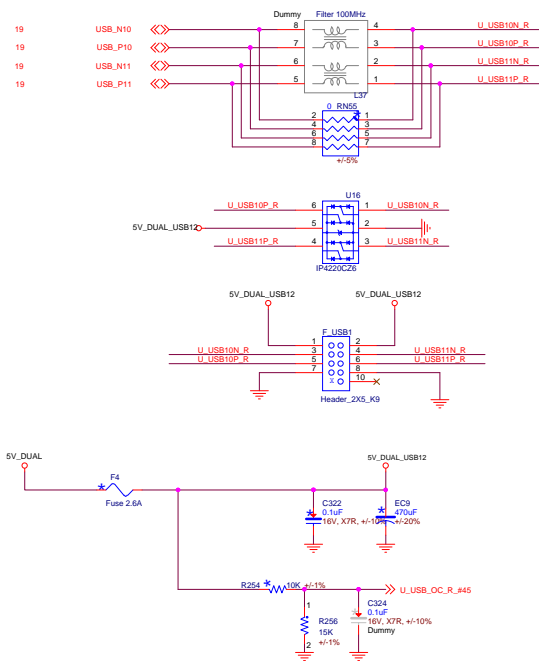 Dummy Filter 100MHz
19 USB_N10 8 4 U_USB10N_R
19 USB_P10 7 3 U_USB10P_R
19 USB_N11 6 2 U_USB11N_R
19 USB_P11 5 1 U_USB11P_R
L37
0 RN55
2 1
4 3
6 5
8 7
+/-5%
U16
U_USB10P_R 6 1 U_USB10N_R
5V_DUAL_USB12 5 2
U_USB11P_R 4 3 U_USB11N_R
IP4220CZ6
5V_DUAL_USB12 5V_DUAL_USB12
F_USB1
1 2
U_USB10N_R 3 4 U_USB11N_R
U_USB10P_R 5 6 U_USB11P_R
7 8
X 10
Header_2X5_K9
5V_DUAL 5V_DUAL_USB12
F4
Fuse 2.6A
C322 EC9
0.1uF 470uF
16V, X7R, +/-10% +/-20%
R254 10K +/-1% U_USB_OC_R_#45
C324
1 0.1uF
R256 16V, X7R, +/-10%
15K Dummy
+/-1%
2